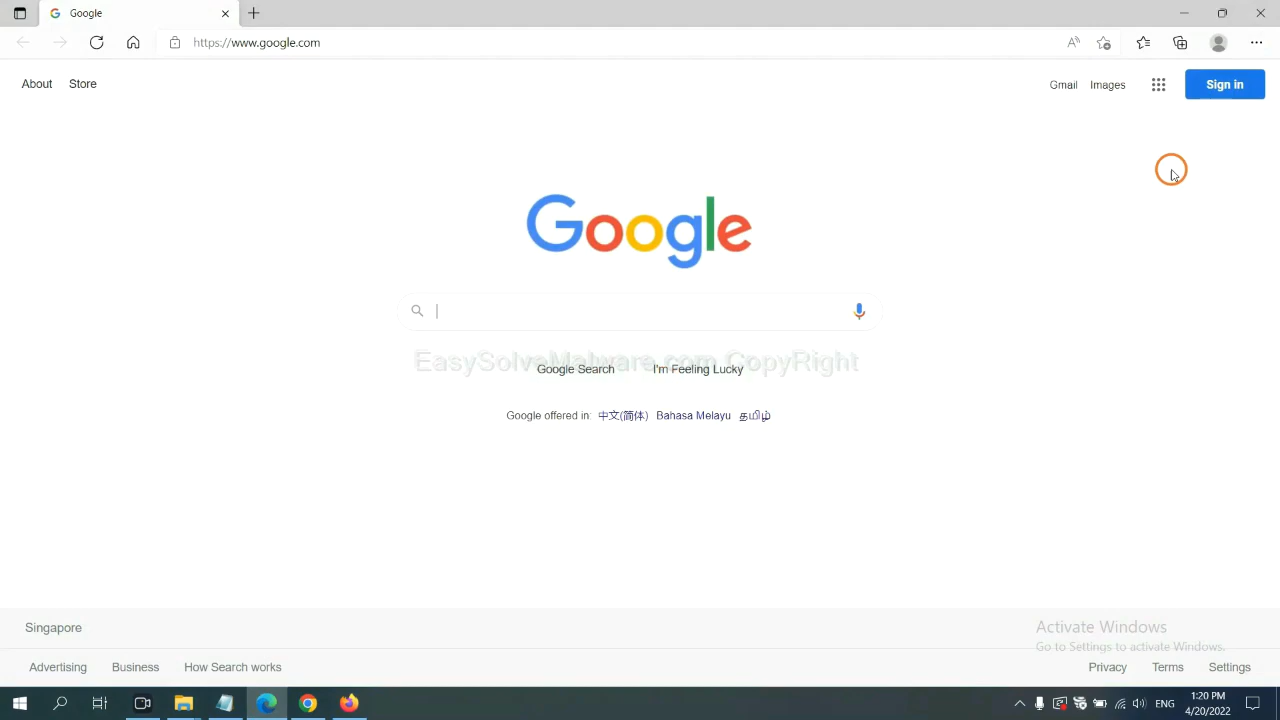 Google
https://www.google.com
About Store
Gmail Images Sign in
Google
EasySolveMalware.com CopyRight
Google Search I'm Feeling Lucky
Google offered in: 中文(简体) Bahasa Melayu தமிழ்
Singapore
Activate Windows
Go to Settings to activate Windows.
Advertising Business How Search works
Privacy Terms Settings
ENG
1:20 PM
4/20/2022